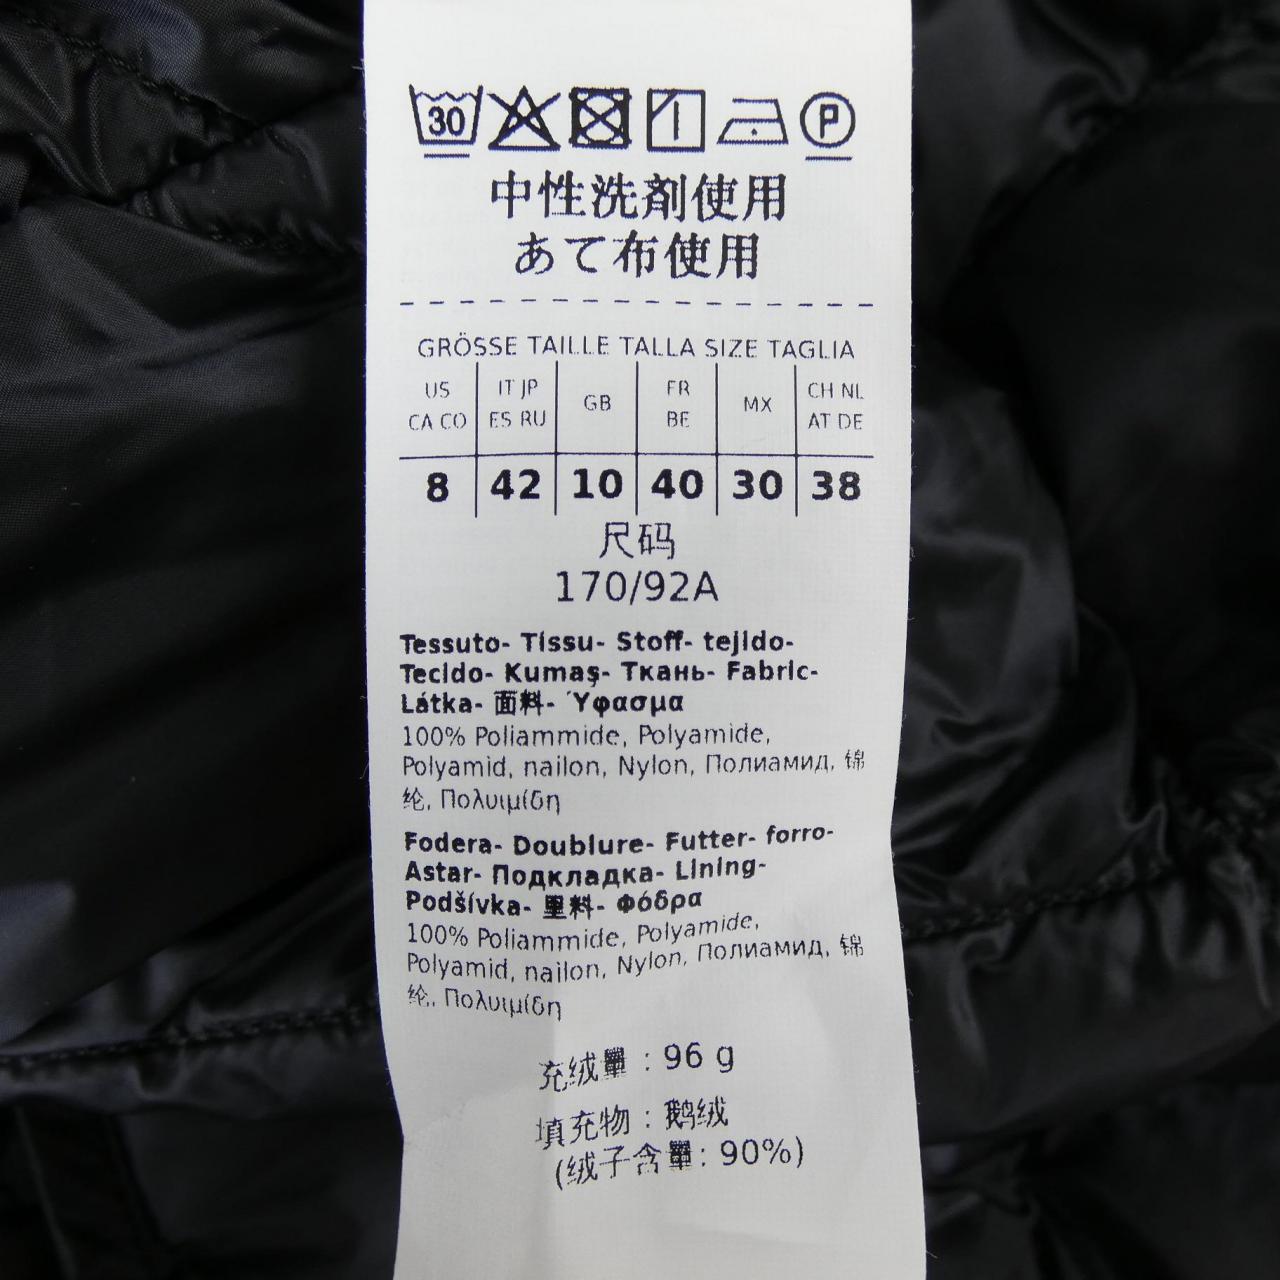 30 P
中性洗剤使用
あて布使用
GRÖSSE TAILLE TALLA SIZE TAGLIA
US CA CO IT JP ES RU GB FR BE MX CH NL AT DE
8 42 10 40 30 38
尺码
170/92A
Tessuto- Tissu- Stoff- tejido-
Tecido- Kumaş- Ткань- Fabric-
Látka- 面料- Ύφασμα
100% Poliammide, Polyamide,
Polyamid, nailon, Nylon, Полиамид, 锦
纶, Πολυιμίδη
Fodera- Doublure- Futter- forro-
Astar- Подкладка- Lining-
Podšívka- 里料- Φόδρα
100% Poliammide, Polyamide,
Polyamid, nailon, Nylon, Полиамид, 锦
纶, Πολυιμίδη
充绒量 : 96 g
填充物 : 鹅绒
(绒子含量: 90%)